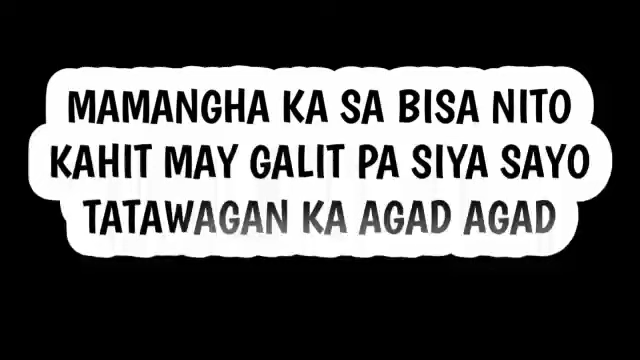 MAMANGHA KA SA BISA NITO
KAHIT MAY GALIT PA SIYA SAYO
TATAWAGAN KA AGAD AGAD